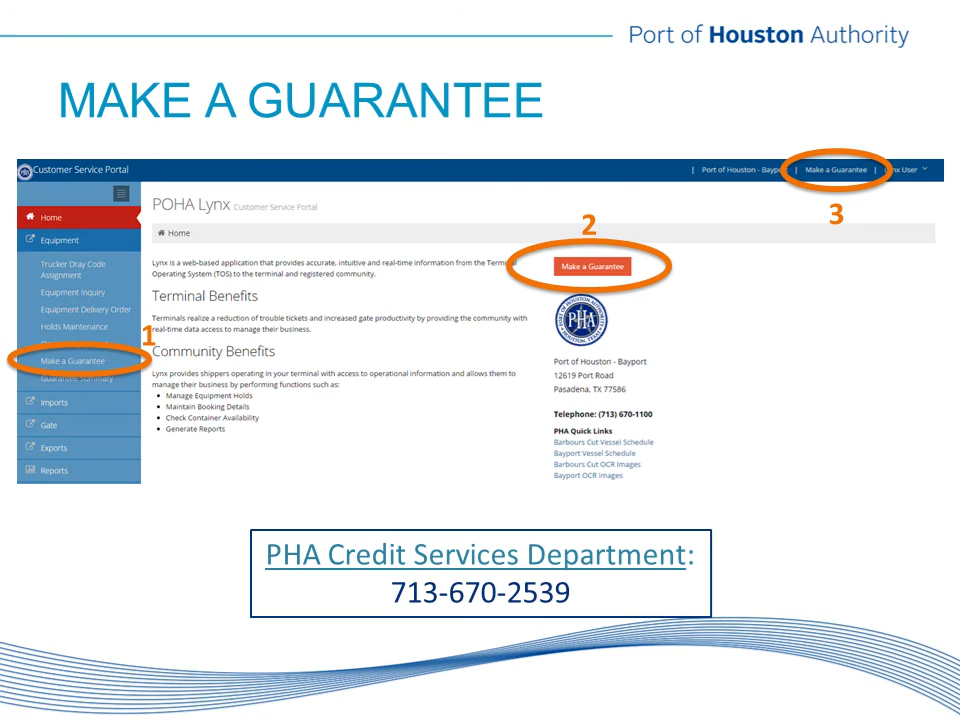 Port of Houston Authority
MAKE A GUARANTEE
Customer Service Portal
| Port of Houston - Baypo | Make a Guarantee | Lynx User
Home
Equipment
Trucker Dray Code
Assignment
Equipment Inquiry
Equipment Delivery Order
Holds Maintenance
Make a Guarantee
Guarantee Summary
Imports
Gate
Exports
Reports
1
POHA Lynx Customer Service Portal
Home
Lynx is a web-based application that provides accurate, intuitive and real-time information from the Terminal
Operating System (TOS) to the terminal and registered community.
Terminal Benefits
Terminals realize a reduction of trouble tickets and increased gate productivity by providing the community with
real-time data access to manage their business.
Community Benefits
Lynx provides shippers operating in your terminal with access to operational information and allows them to
manage their business by performing functions such as:
• Manage Equipment Holds
• Maintain Booking Details
• Check Container Availability
• Generate Reports
2
Make a Guarantee
3
PORT OF HOUSTON AUTHORITY
PHA
HOUSTON, TEXAS
Port of Houston - Bayport
12619 Port Road
Pasadena, TX 77586
Telephone: (713) 670-1100
PHA Quick Links
Barbours Cut Vessel Schedule
Bayport Vessel Schedule
Barbours Cut OCR Images
Bayport OCR Images
PHA Credit Services Department:
713-670-2539